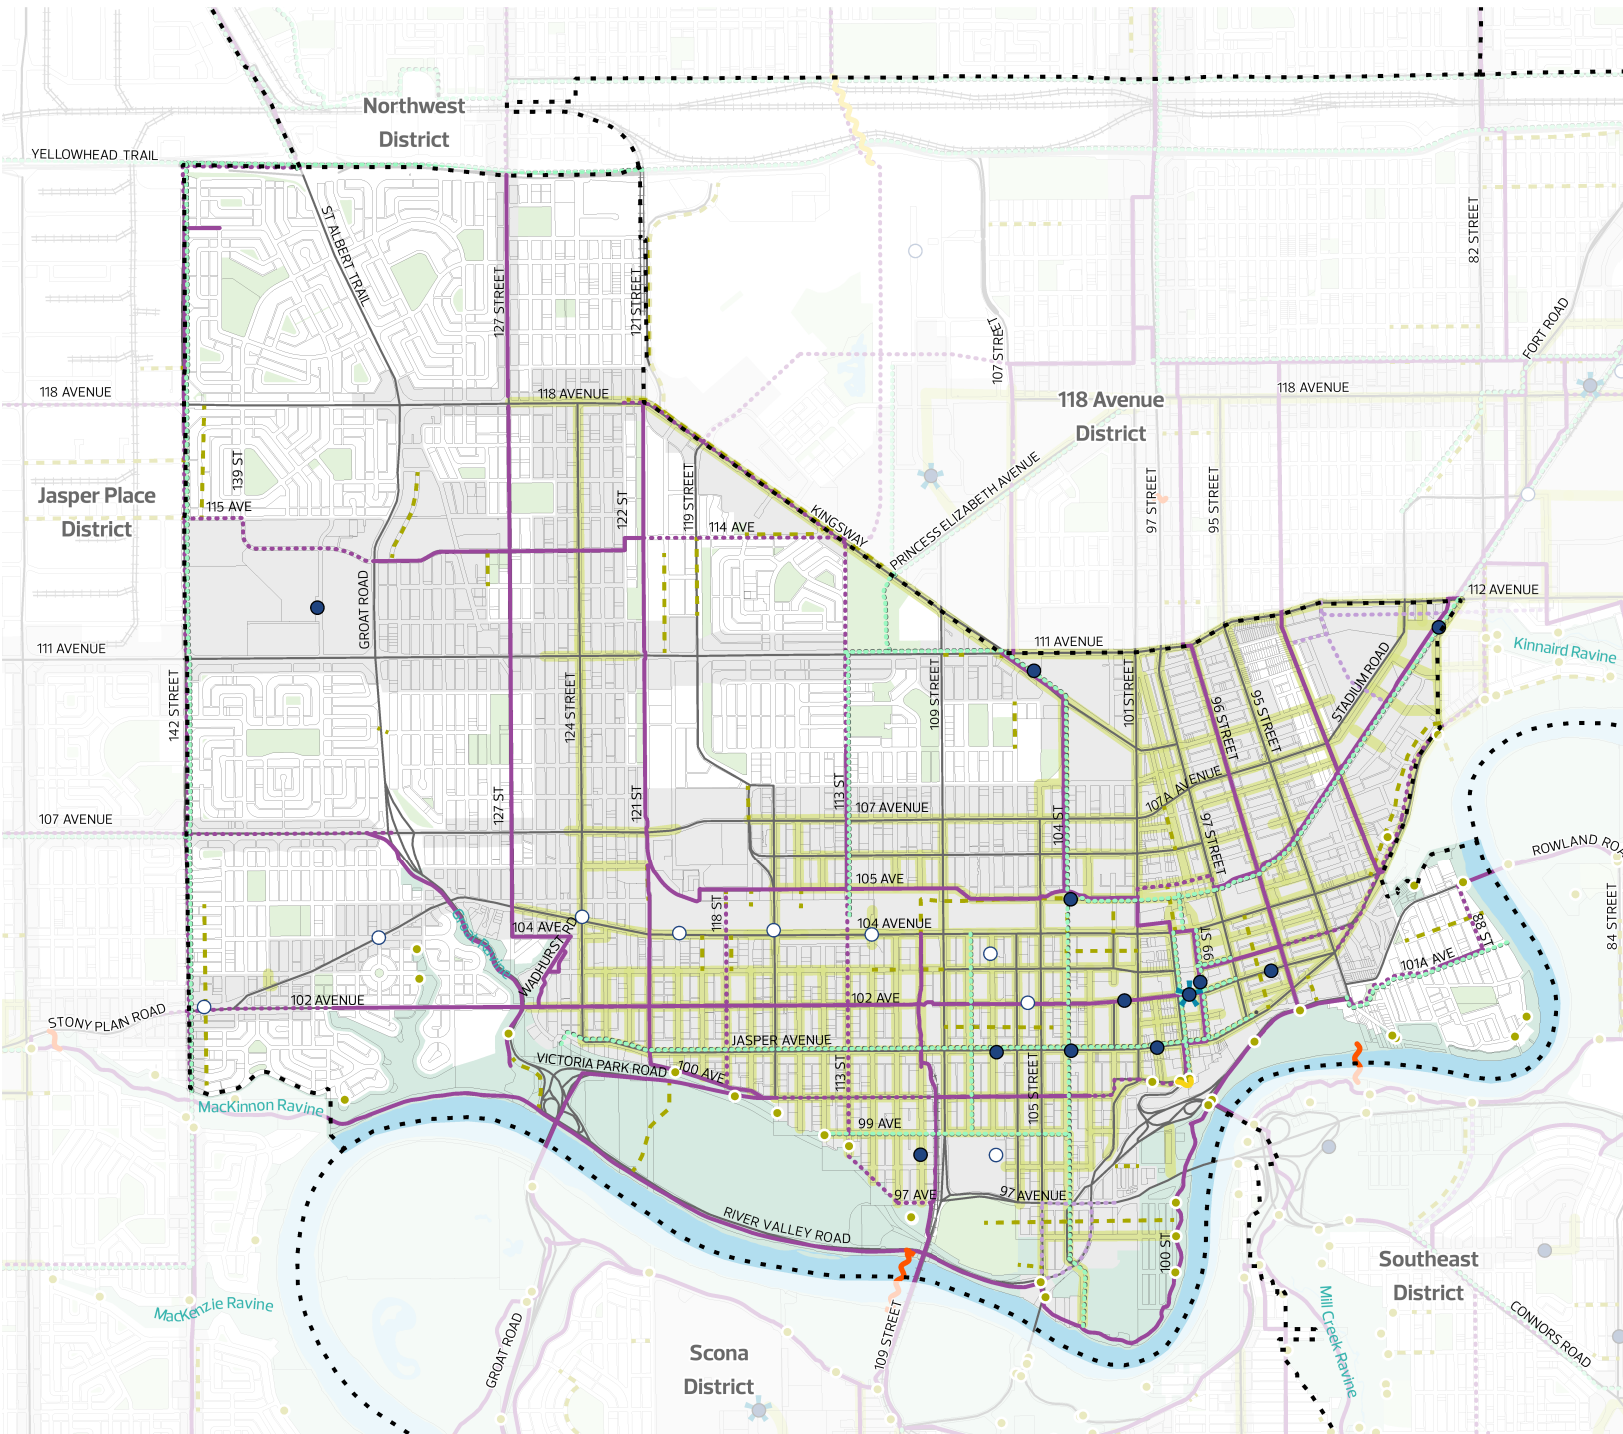 Northwest
District
YELLOWHEAD TRAIL
ST ALBERT TRAIL
127 STREET
121 STREET
82 STREET
107 STREET
FORT ROAD
118 AVENUE
118 AVENUE
118 AVENUE
118 Avenue
District
Jasper Place
District
139 ST
115 AVE
122 ST
119 STREET
114 AVE
KINGSWAY
PRINCESS ELIZABETH AVENUE
97 STREET
95 STREET
GROAT ROAD
112 AVENUE
Kinnaird Ravine
111 AVENUE
111 AVENUE
142 STREET
124 STREET
109 STREET
101 STREET
96 STREET
95 STREET
STADIUM ROAD
127 ST
121 ST
113 ST
107 AVENUE
107 AVENUE
104 ST
107A AVENUE
97 STREET
ROWLAND ROA
84 STREET
105 AVE
118 ST
104 AVE
104 AVENUE
WADHURST RD
99 ST
88 ST
101A AVE
102 AVENUE
102 AVE
STONY PLAIN ROAD
JASPER AVENUE
VICTORIA PARK ROAD
100 AVE
113 ST
105 STREET
MacKinnon Ravine
99 AVE
97 AVE
97 AVENUE
RIVER VALLEY ROAD
100 ST
Southeast
District
MacKenzie Ravine
Mill Creek Ravine
CONNORS ROAD
GROAT ROAD
109 STREET
Scona
District